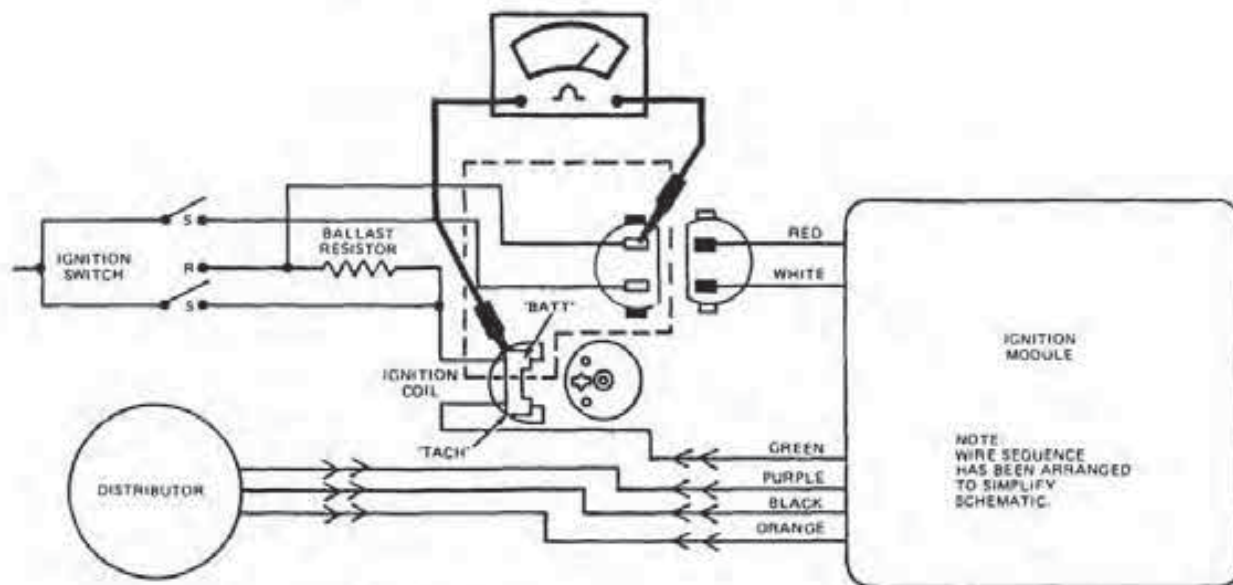 S
BALLAST
RESISTOR
IGNITION
SWITCH
R
S
RED
WHITE
"BATT"
IGNITION
COIL
"TACH"
IGNITION
MODULE
NOTE:
WIRE SEQUENCE
HAS BEEN ARRANGED
TO SIMPLIFY
SCHEMATIC.
DISTRIBUTOR
GREEN
PURPLE
BLACK
ORANGE